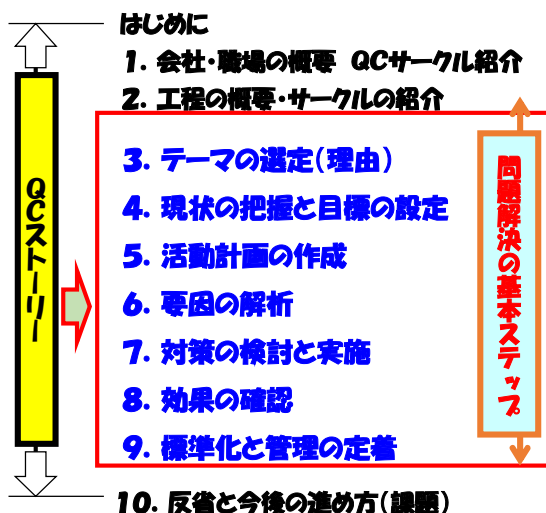 はじめに
1. 会社・職場の概要 QCサークル紹介
2. 工程の概要・サークルの紹介
QCストーリー
3. テーマの選定(理由)
4. 現状の把握と目標の設定
5. 活動計画の作成
6. 要因の解析
7. 対策の検討と実施
8. 効果の確認
9. 標準化と管理の定着
問題解決の基本ステップ
10. 反省と今後の進め方(課題)